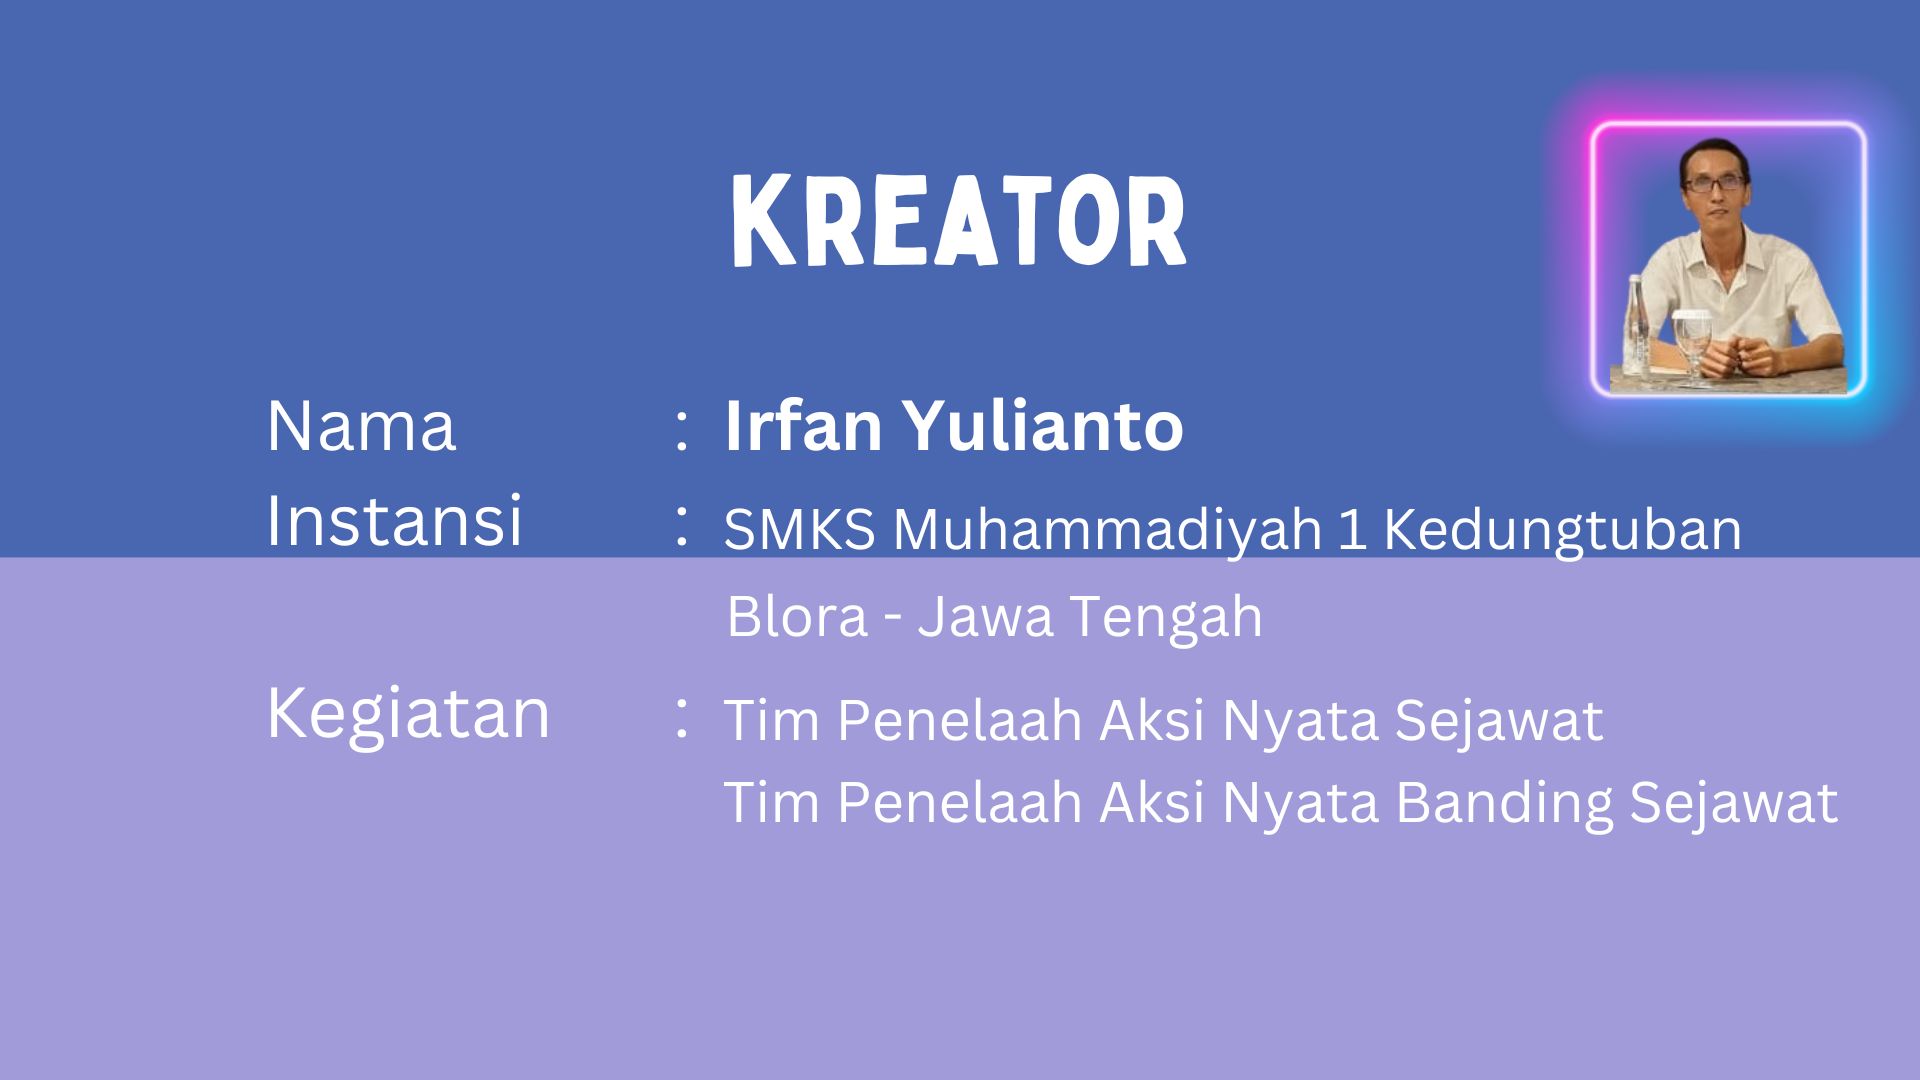 KREATOR
Nama : Irfan Yulianto
Instansi : SMKS Muhammadiyah 1 Kedungtuban
Blora - Jawa Tengah
Kegiatan : Tim Penelaah Aksi Nyata Sejawat
Tim Penelaah Aksi Nyata Banding Sejawat